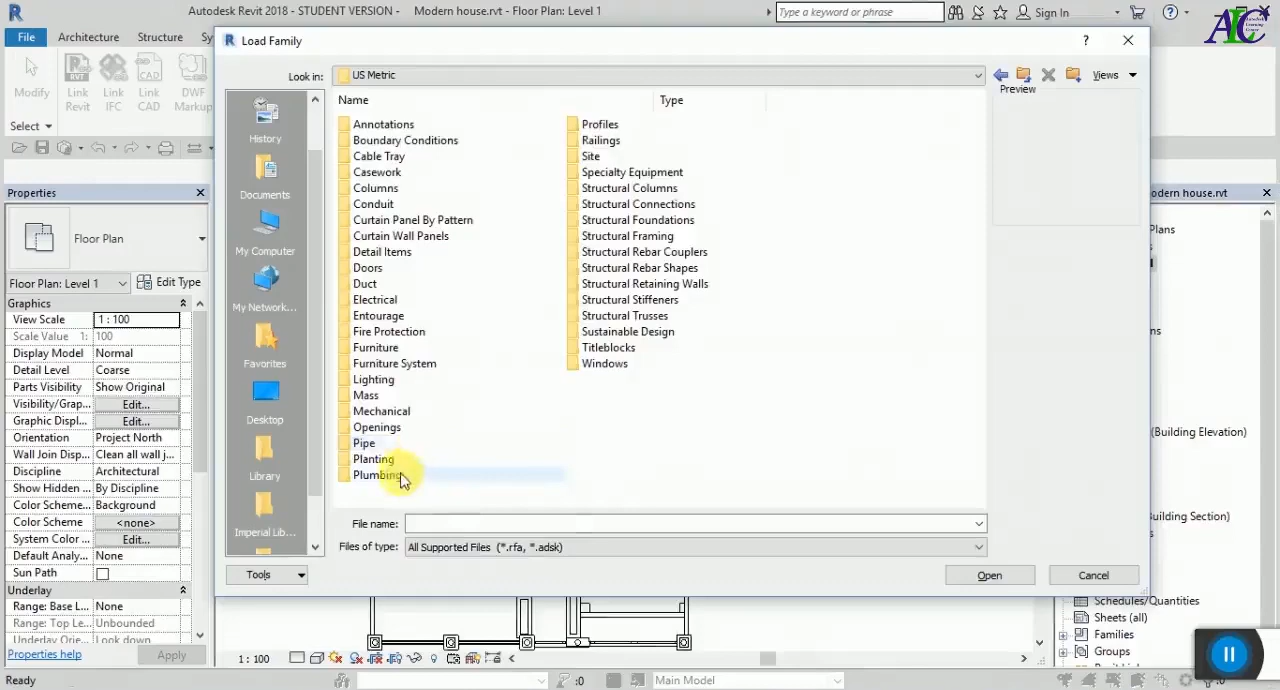 Autodesk Revit 2018 - STUDENT VERSION - Modern house.rvt - Floor Plan: Level 1
Type a keyword or phrase
Sign In
ALC
File Architecture Structure Sy
Modify
Link Revit
Link IFC
Link CAD
DWF Markup
Select
Load Family
Look in: US Metric
Views
Preview
Name Type
History
Documents
My Computer
My Network...
Favorites
Desktop
Library
Imperial Lib...
Annotations
Boundary Conditions
Cable Tray
Casework
Columns
Conduit
Curtain Panel By Pattern
Curtain Wall Panels
Detail Items
Doors
Duct
Electrical
Entourage
Fire Protection
Furniture
Furniture System
Lighting
Mass
Mechanical
Openings
Pipe
Planting
Plumbing
Profiles
Railings
Site
Specialty Equipment
Structural Columns
Structural Connections
Structural Foundations
Structural Framing
Structural Rebar Couplers
Structural Rebar Shapes
Structural Retaining Walls
Structural Stiffeners
Structural Trusses
Sustainable Design
Titleblocks
Windows
File name:
Files of type: All Supported Files (*.rfa, *.adsk)
Tools
Open
Cancel
Properties
Floor Plan
Floor Plan: Level 1
Edit Type
Graphics
View Scale 1 : 100
Scale Value 1: 100
Display Model Normal
Detail Level Coarse
Parts Visibility Show Original
Visibility/Grap... Edit...
Graphic Displ... Edit...
Orientation Project North
Wall Join Disp... Clean all wall j...
Discipline Architectural
Show Hidden ... By Discipline
Color Scheme... Background
Color Scheme <none>
System Color ... Edit...
Default Analy... None
Sun Path
Underlay
Range: Base L... None
Range: Top Le... Unbounded
Underlay Orie... Look down
Properties help
Apply
odern house.rvt
Plans
(Building Elevation)
uilding Section)
Schedules/Quantities
Sheets (all)
Families
Groups
1 : 100
Ready
:0
Main Model
:0